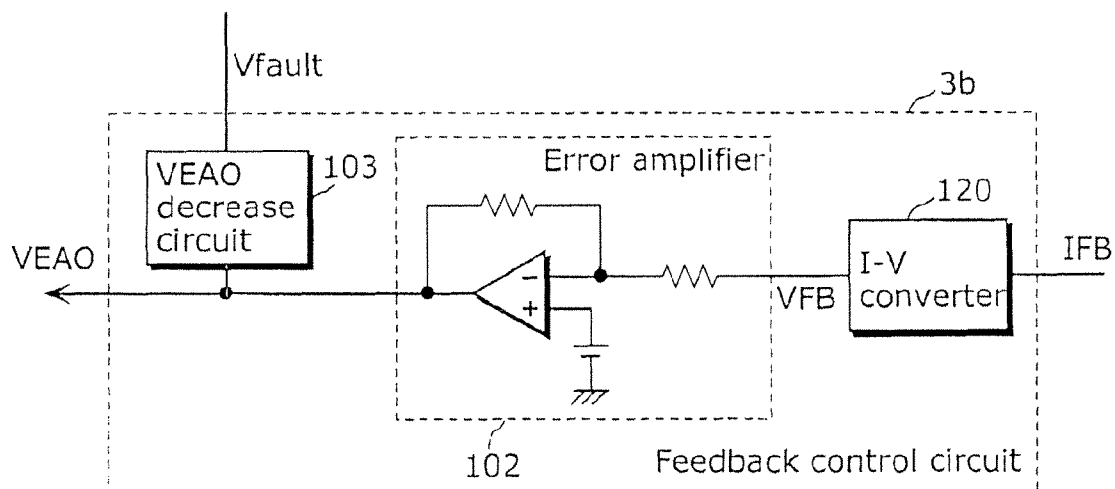 Vfault
3b
VEAO
decrease
circuit
103
Error amplifier
120
VEAO
I-V
converter
IFB
VFB
-
+
102
Feedback control circuit